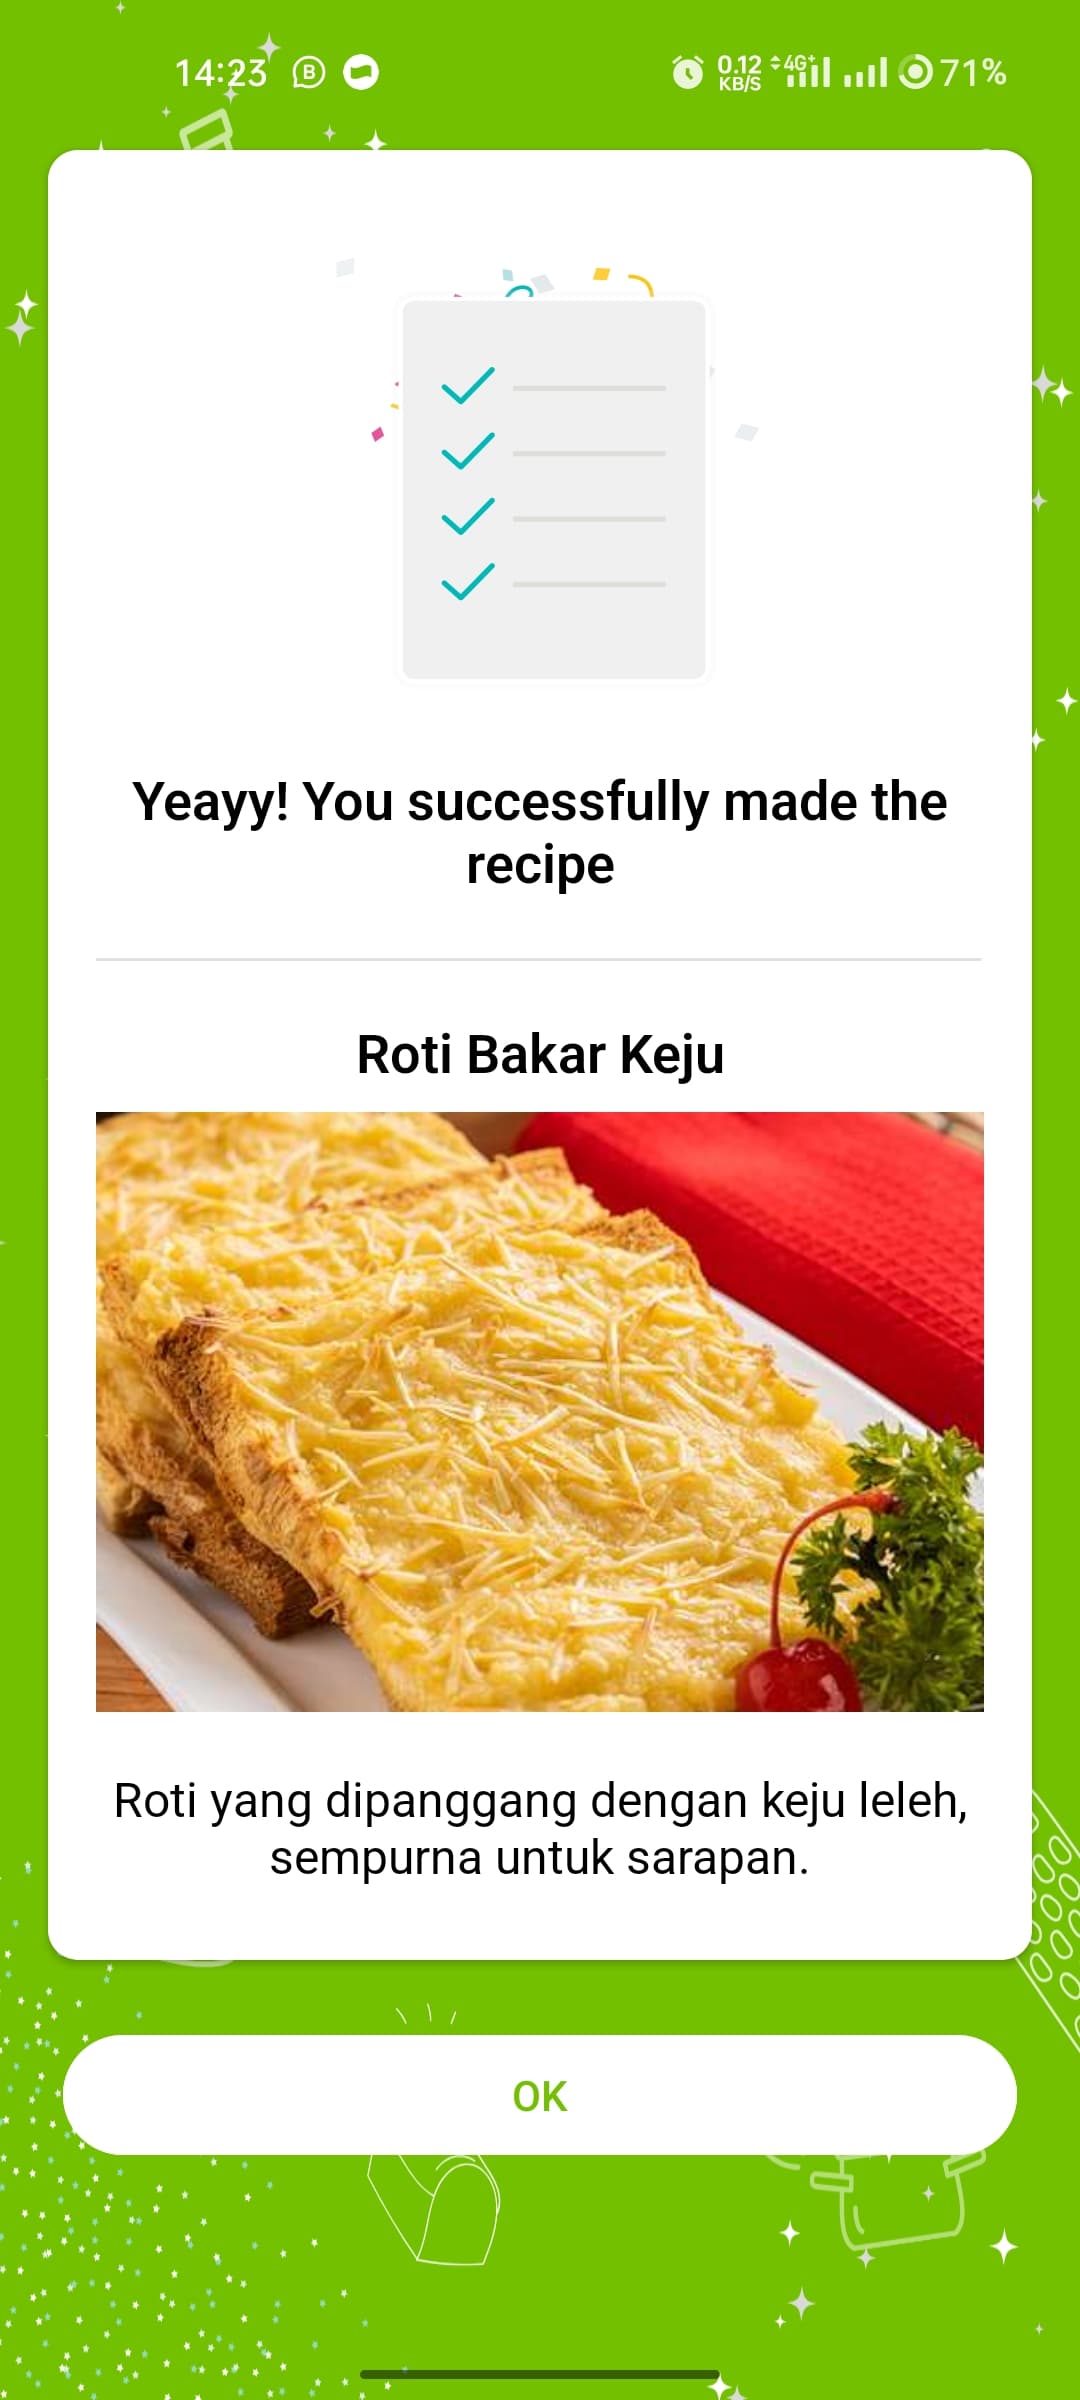 14:23
B
0.12
KB/S
4G+
71%
Yeayy! You successfully made the
recipe
Roti Bakar Keju
Roti yang dipanggang dengan keju leleh,
sempurna untuk sarapan.
OK